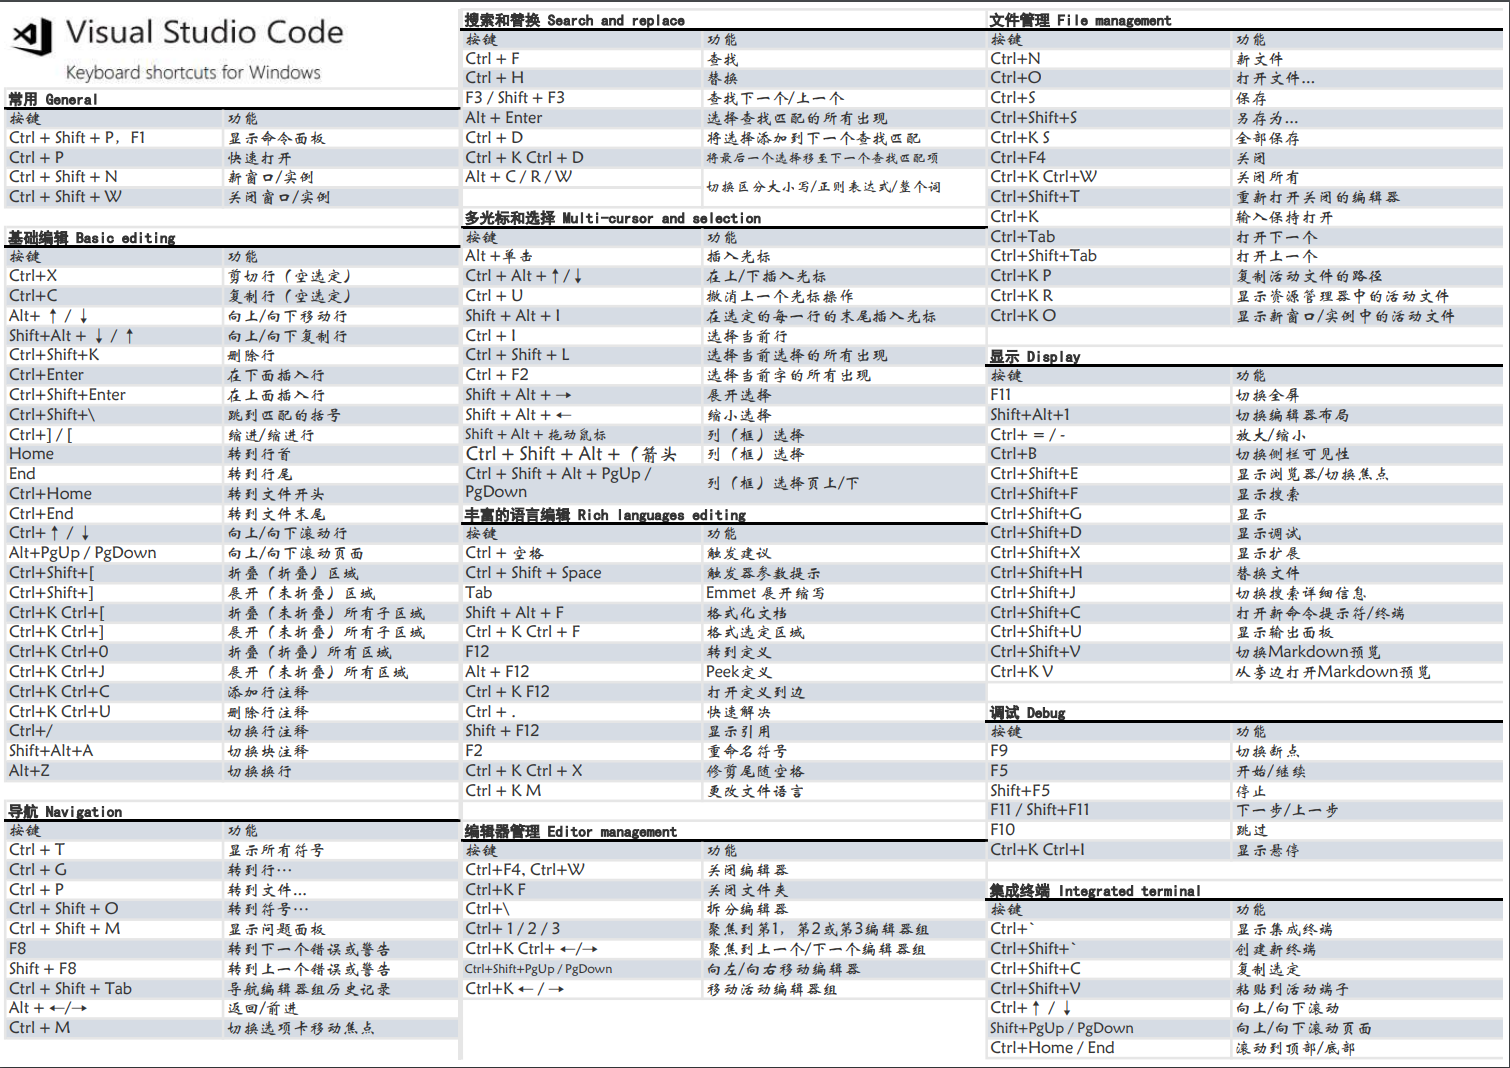 Visual Studio Code
Keyboard shortcuts for Windows
常用 General
按键 功能
Ctrl + Shift + P, F1 显示命令面板
Ctrl + P 快速打开
Ctrl + Shift + N 新窗口/实例
Ctrl + Shift + W 关闭窗口/实例
基础编辑 Basic editing
按键 功能
Ctrl+X 剪切行（空选定）
Ctrl+C 复制行（空选定）
Alt+ ↑ / ↓ 向上/向下移动行
Shift+Alt + ↓ / ↑ 向上/向下复制行
Ctrl+Shift+K 删除行
Ctrl+Enter 在下面插入行
Ctrl+Shift+Enter 在上面插入行
Ctrl+Shift+\ 跳到匹配的括号
Ctrl+] / [ 缩进/缩进行
Home 转到行首
End 转到行尾
Ctrl+Home 转到文件开头
Ctrl+End 转到文件末尾
Ctrl+ ↑ / ↓ 向上/向下滚动行
Alt+PgUp / PgDown 向上/向下滚动页面
Ctrl+Shift+[ 折叠（折叠）区域
Ctrl+Shift+] 展开（未折叠）区域
Ctrl+K Ctrl+[ 折叠（未折叠）所有子区域
Ctrl+K Ctrl+] 展开（未折叠）所有子区域
Ctrl+K Ctrl+0 折叠（折叠）所有区域
Ctrl+K Ctrl+J 展开（未折叠）所有区域
Ctrl+K Ctrl+C 添加行注释
Ctrl+K Ctrl+U 删除行注释
Ctrl+/ 切换行注释
Shift+Alt+A 切换块注释
Alt+Z 切换换行
导航 Navigation
按键 功能
Ctrl + T 显示所有符号
Ctrl + G 转到行…
Ctrl + P 转到文件...
Ctrl + Shift + O 转到符号…
Ctrl + Shift + M 显示问题面板
F8 转到下一个错误或警告
Shift + F8 转到上一个错误或警告
Ctrl + Shift + Tab 导航编辑器组历史记录
Alt + ←/→ 返回/前进
Ctrl + M 切换选项卡移动焦点
搜索和替换 Search and replace
按键 功能
Ctrl + F 查找
Ctrl + H 替换
F3 / Shift + F3 查找下一个/上一个
Alt + Enter 选择查找匹配的所有出现
Ctrl + D 将选择添加到下一个查找匹配
Ctrl + K Ctrl + D 将最后一个选择移至下一个查找匹配项
Alt + C / R / W 切换区分大小写/正则表达式/整个词
多光标和选择 Multi-cursor and selection
按键 功能
Alt +单击 插入光标
Ctrl + Alt + ↑/↓ 在上/下插入光标
Ctrl + U 撤消上一个光标操作
Shift + Alt + I 在选定的每一行的末尾插入光标
Ctrl + I 选择当前行
Ctrl + Shift + L 选择当前选择的所有出现
Ctrl + F2 选择当前字的所有出现
Shift + Alt + → 展开选择
Shift + Alt + ← 缩小选择
Shift + Alt + 拖动鼠标 列（框）选择
Ctrl + Shift + Alt +（箭头 列（框）选择
Ctrl + Shift + Alt + PgUp / PgDown 列（框）选择页上/下
丰富的语言编辑 Rich languages editing
按键 功能
Ctrl + 空格 触发建议
Ctrl + Shift + Space 触发器参数提示
Tab Emmet 展开缩写
Shift + Alt + F 格式化文档
Ctrl + K Ctrl + F 格式选定区域
F12 转到定义
Alt + F12 Peek定义
Ctrl + K F12 打开定义到边
Ctrl + . 快速解决
Shift + F12 显示引用
F2 重命名符号
Ctrl + K Ctrl + X 修剪尾随空格
Ctrl + K M 更改文件语言
编辑器管理 Editor management
按键 功能
Ctrl+F4, Ctrl+W 关闭编辑器
Ctrl+K F 关闭文件夹
Ctrl+\ 拆分编辑器
Ctrl+ 1 / 2 / 3 聚焦到第1，第2或第3编辑器组
Ctrl+K Ctrl+ ←/→ 聚焦到上一个/下一个编辑器组
Ctrl+Shift+PgUp / PgDown 向左/向右移动编辑器
Ctrl+K ← / → 移动活动编辑器组
文件管理 File management
按键 功能
Ctrl+N 新文件
Ctrl+O 打开文件...
Ctrl+S 保存
Ctrl+Shift+S 另存为...
Ctrl+K S 全部保存
Ctrl+F4 关闭
Ctrl+K Ctrl+W 关闭所有
Ctrl+Shift+T 重新打开关闭的编辑器
Ctrl+K 输入保持打开
Ctrl+Tab 打开下一个
Ctrl+Shift+Tab 打开上一个
Ctrl+K P 复制活动文件的路径
Ctrl+K R 显示资源管理器中的活动文件
Ctrl+K O 显示新窗口/实例中的活动文件
显示 Display
按键 功能
F11 切换全屏
Shift+Alt+1 切换编辑器布局
Ctrl+ = / - 放大/缩小
Ctrl+B 切换侧栏可见性
Ctrl+Shift+E 显示浏览器/切换焦点
Ctrl+Shift+F 显示搜索
Ctrl+Shift+G 显示
Ctrl+Shift+D 显示调试
Ctrl+Shift+X 显示扩展
Ctrl+Shift+H 替换文件
Ctrl+Shift+J 切换搜索详细信息
Ctrl+Shift+C 打开新命令提示符/终端
Ctrl+Shift+U 显示输出面板
Ctrl+Shift+V 切换Markdown预览
Ctrl+K V 从旁边打开Markdown预览
调试 Debug
按键 功能
F9 切换断点
F5 开始/继续
Shift+F5 停止
F11 / Shift+F11 下一步/上一步
F10 跳过
Ctrl+K Ctrl+I 显示悬停
集成终端 Integrated terminal
按键 功能
Ctrl+` 显示集成终端
Ctrl+Shift+` 创建新终端
Ctrl+Shift+C 复制选定
Ctrl+Shift+V 粘贴到活动端子
Ctrl+ ↑ / ↓ 向上/向下滚动
Shift+PgUp / PgDown 向上/向下滚动页面
Ctrl+Home / End 滚动到顶部/底部